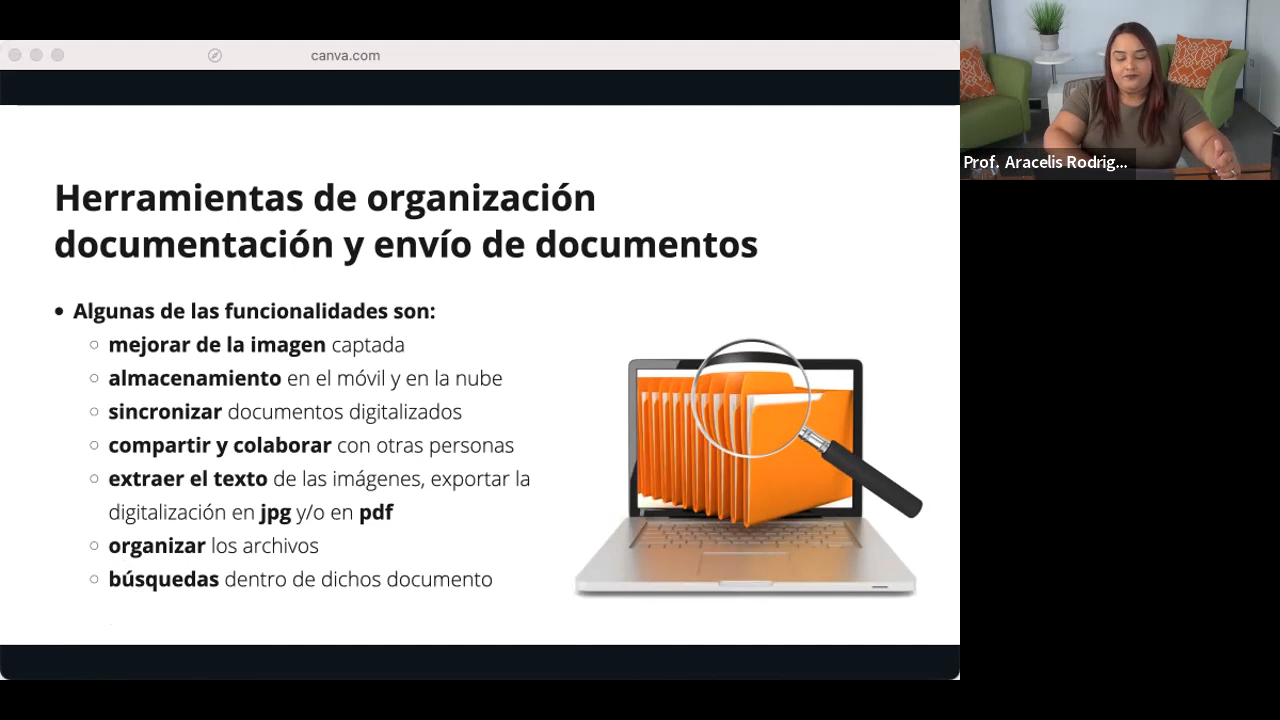 canva.com
Prof. Aracelis Rodrig...
Herramientas de organización
documentación y envío de documentos
• Algunas de las funcionalidades son:
○ mejorar de la imagen captada
○ almacenamiento en el móvil y en la nube
○ sincronizar documentos digitalizados
○ compartir y colaborar con otras personas
○ extraer el texto de las imágenes, exportar la
digitalización en jpg y/o en pdf
○ organizar los archivos
○ búsquedas dentro de dichos documento